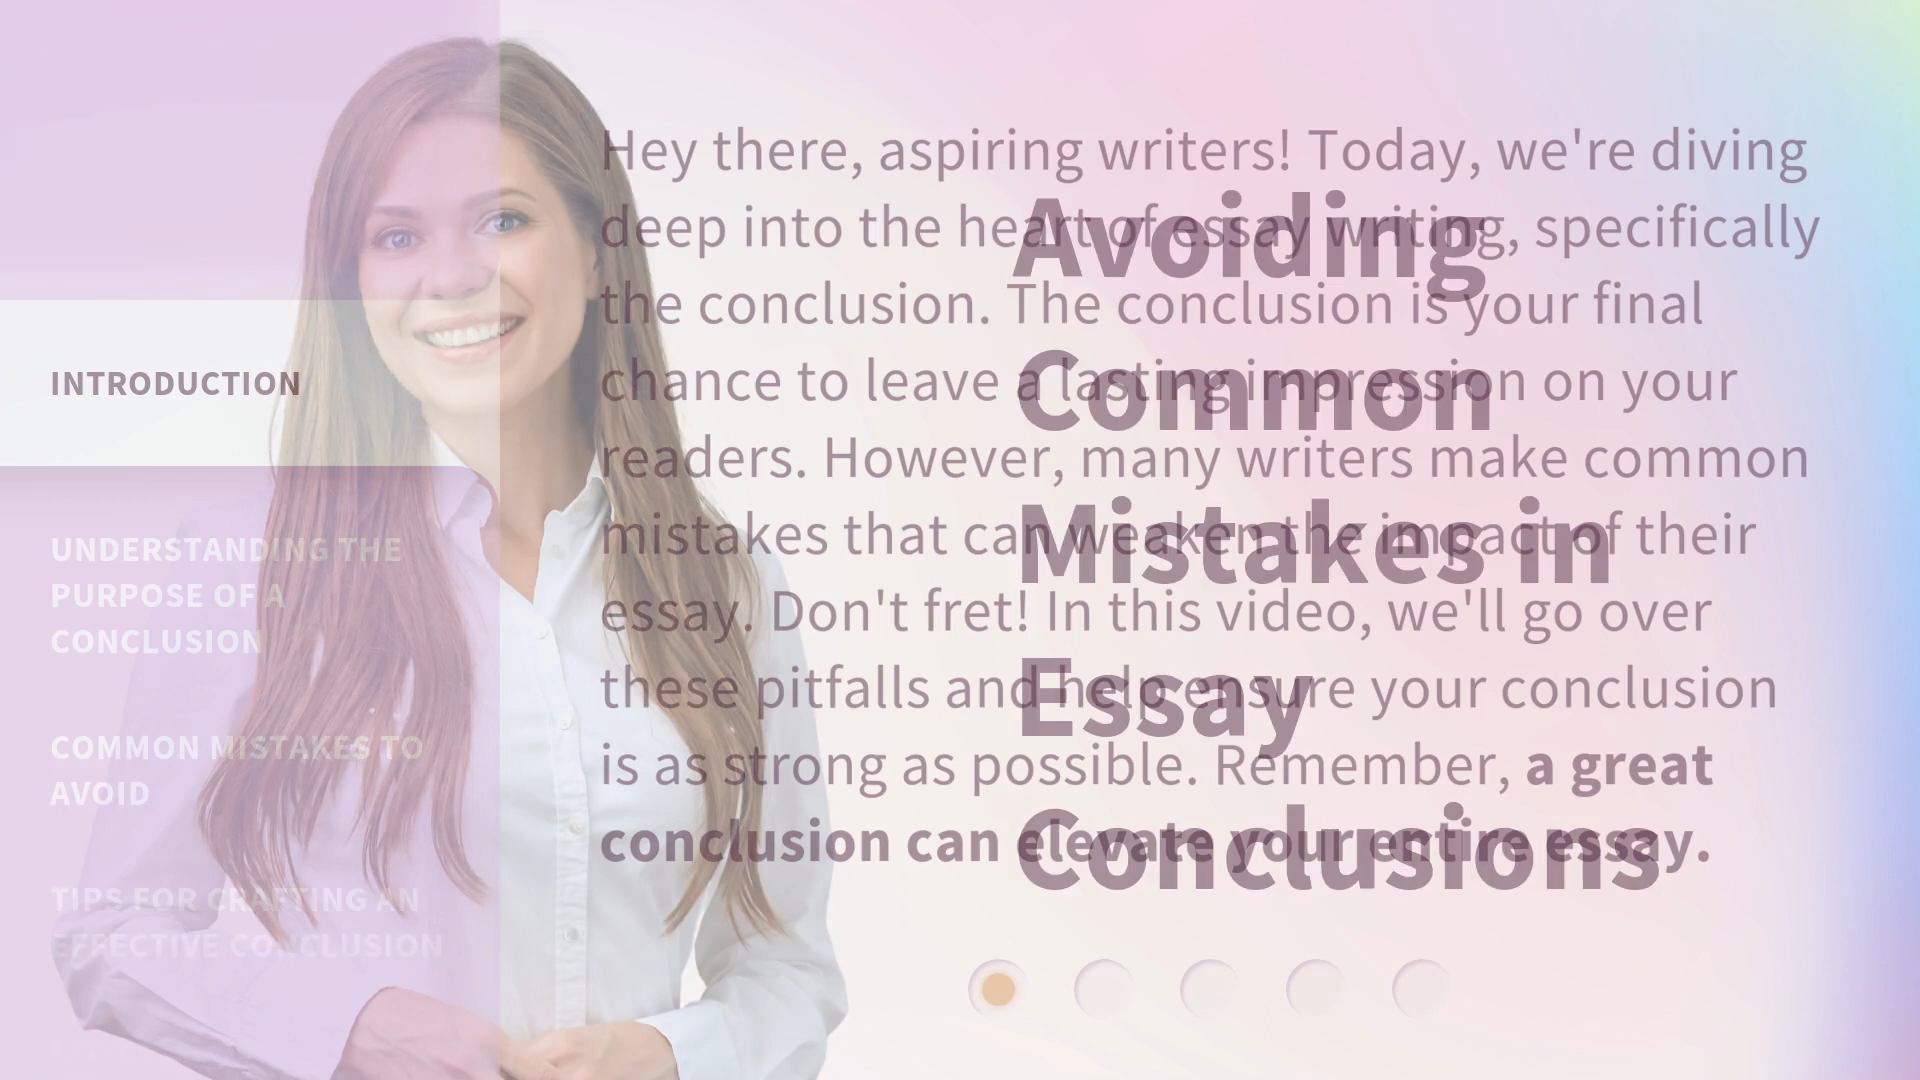 INTRODUCTION
UNDERSTANDING THE
PURPOSE OF A
CONCLUSION
COMMON MISTAKES TO
AVOID
TIPS FOR CRAFTING AN
EFFECTIVE CONCLUSION
Hey there, aspiring writers! Today, we're diving
deep into the heart of essay writing, specifically
the conclusion. The conclusion is your final
chance to leave a lasting impression on your
readers. However, many writers make common
mistakes that can weaken the impact of their
essay. Don't fret! In this video, we'll go over
these pitfalls and help ensure your conclusion
is as strong as possible. Remember, a great
conclusion can elevate your entire essay.
Avoiding
Common
Mistakes in
Essay
Conclusions